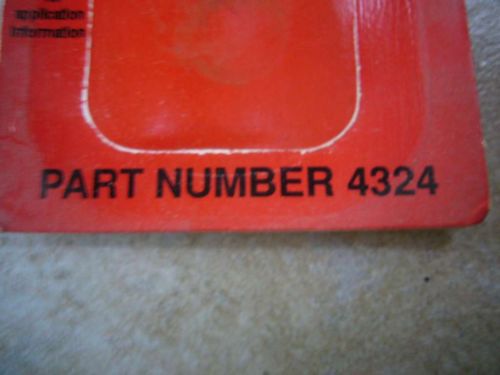 application
information
PART NUMBER 4324